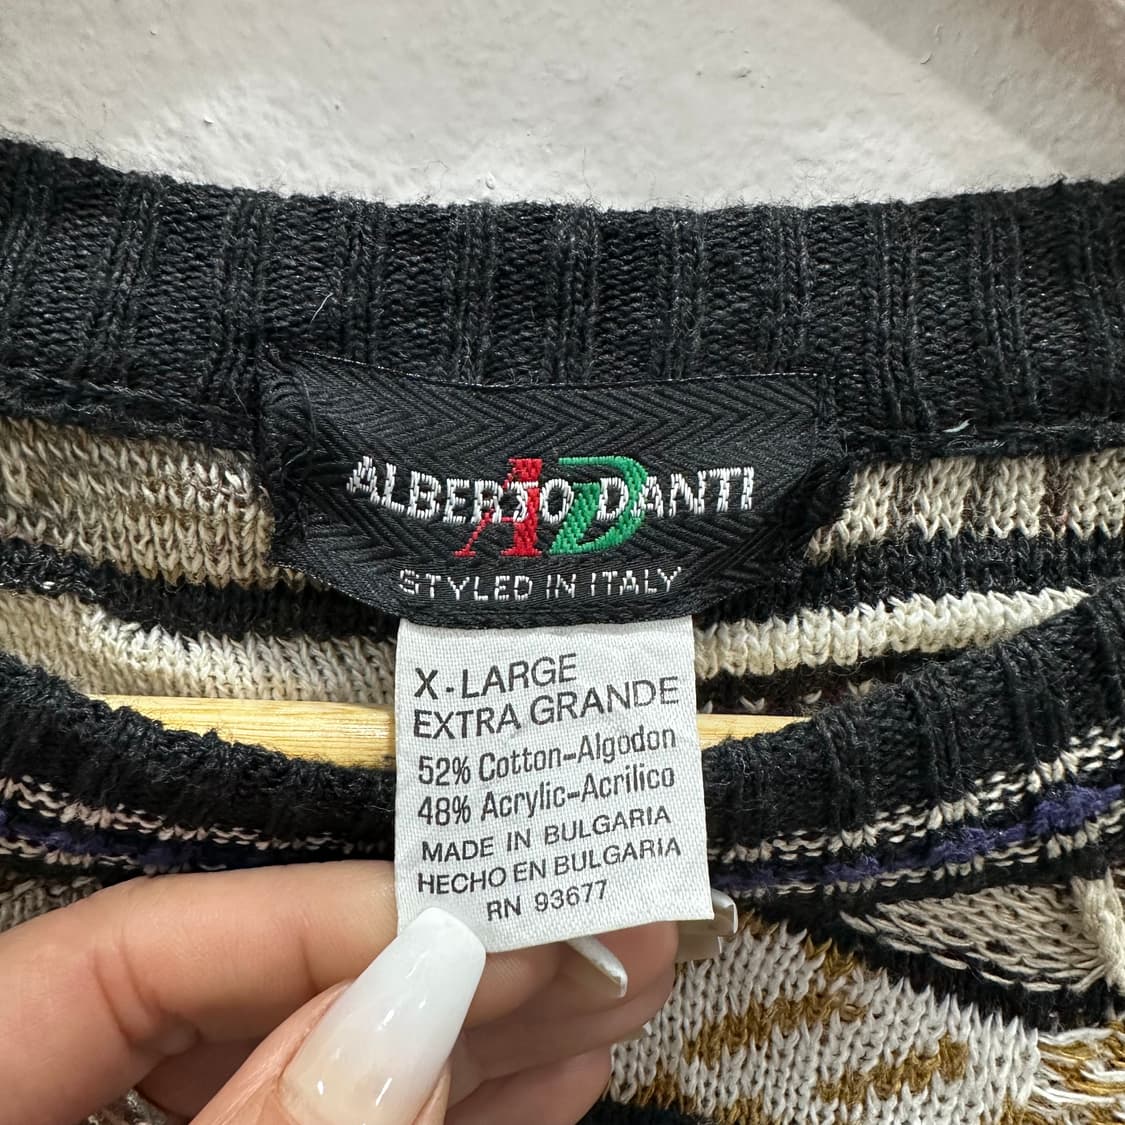 ALBERTO DANTI
AD
STYLED IN ITALY
X-LARGE
EXTRA GRANDE
52% Cotton-Algodon
48% Acrylic-Acrilico
MADE IN BULGARIA
HECHO EN BULGARIA
RN 93677